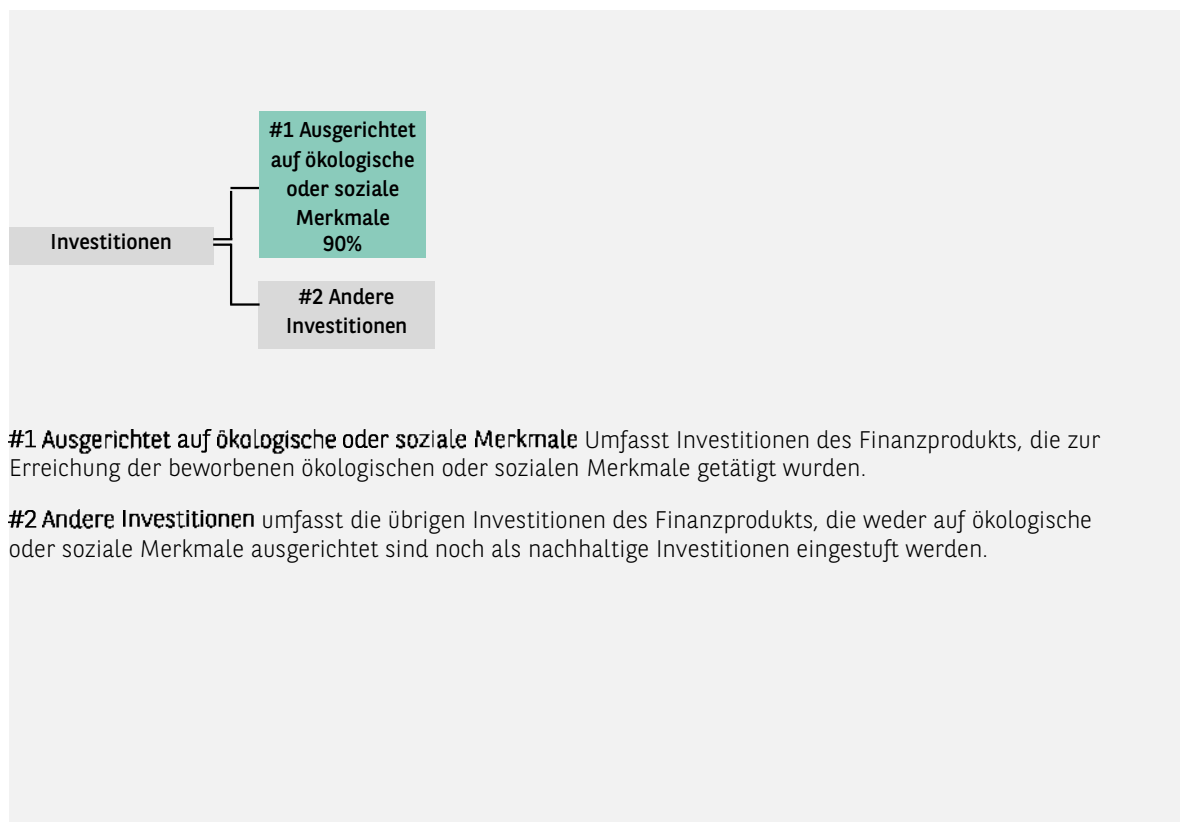 #1 Ausgerichtet
auf ökologische
oder soziale
Merkmale
90%
Investitionen
#2 Andere
Investitionen
#1 Ausgerichtet auf ökologische oder soziale Merkmale Umfasst Investitionen des Finanzprodukts, die zur
Erreichung der beworbenen ökologischen oder sozialen Merkmale getätigt wurden.
#2 Andere Investitionen umfasst die übrigen Investitionen des Finanzprodukts, die weder auf ökologische
oder soziale Merkmale ausgerichtet sind noch als nachhaltige Investitionen eingestuft werden.